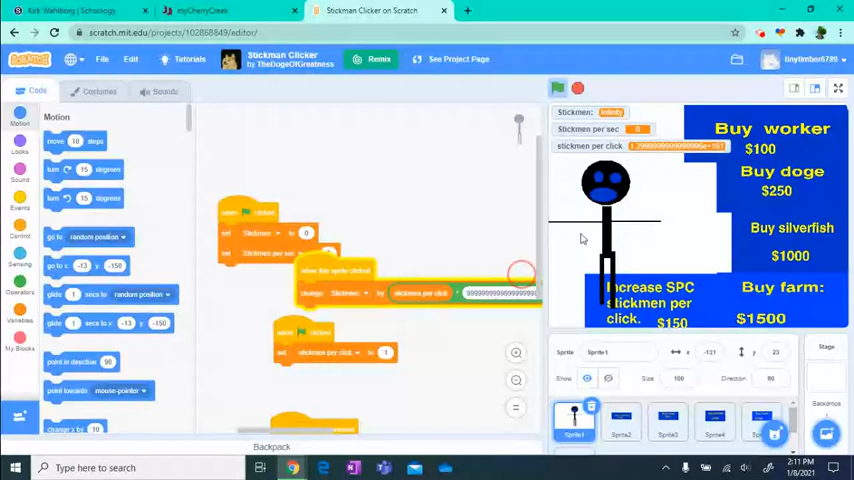 Kirk Wahlborg | Schoology
myCherryCreek
Stickman Clicker on Scratch
scratch.mit.edu/projects/102868849/editor/
SCRATCH
File
Edit
Tutorials
Stickman Clicker
by TheDogeOfGreatness
Remix
See Project Page
tinytimber5789
Code
Costumes
Sounds
Motion
Looks
Sound
Events
Control
Sensing
Operators
Variables
My Blocks
Motion
move 10 steps
turn 15 degrees
turn 15 degrees
go to random position
go to x: -13 y: -150
glide 1 secs to random position
glide 1 secs to x: -13 y: -150
point in direction 90
point towards mouse-pointer
change x by 10
when clicked
set Stickmen to 0
set Stickmen per sec
when this sprite clicked
change Stickmen by stickmen per click *
when clicked
set stickmen per click to 1
Backpack
Stickmen: Infinity
Stickmen per sec 0
stickmen per click
Buy worker
$100
Buy doge
$250
Buy silverfish
$1000
Increase SPC
stickmen per
click. $150
Buy farm:
$1500
Sprite Sprite1 x -121 y 23
Show Size 100 Direction 89
Stage
Backdrops
Sprite1
Sprite2
Sprite3
Sprite4
Type here to search
2:11 PM
1/8/2021